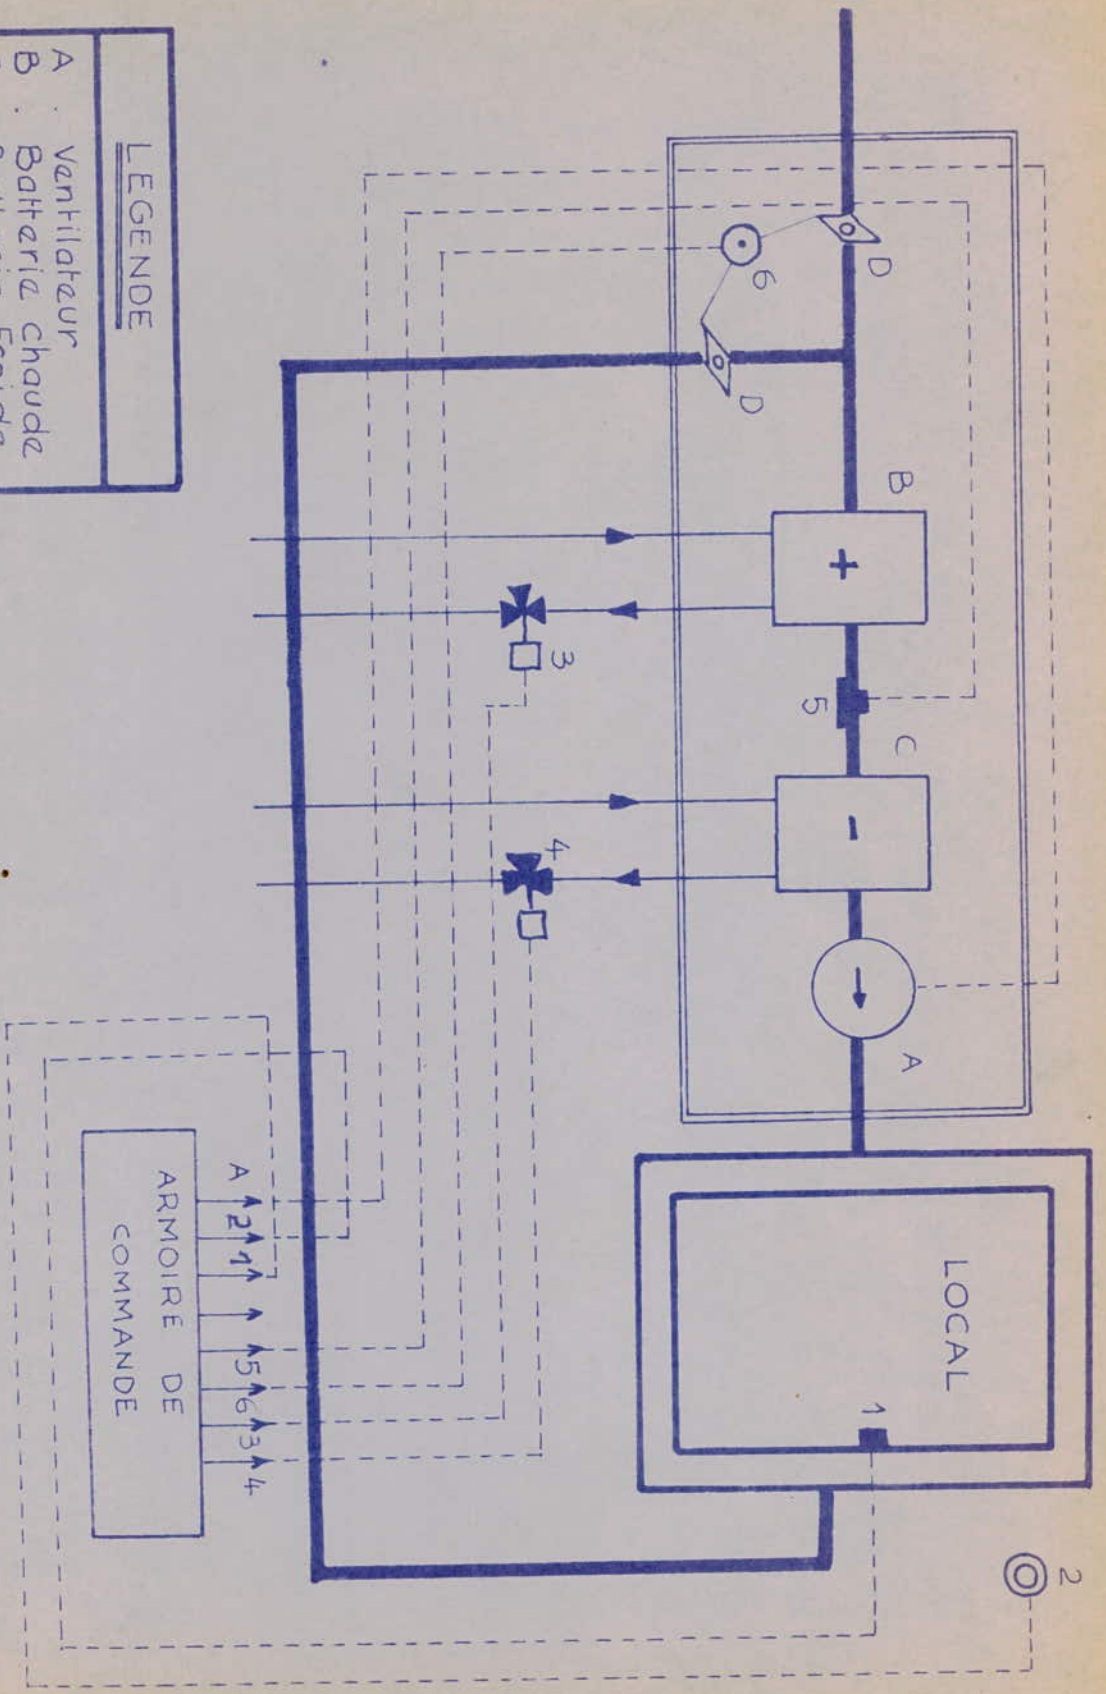 LEGENDE
A . Ventilateur
B . Batterie chaude
Froide
D
6
D
B
+
3
5
C
-
4
A
LOCAL
1
2
A 2 1 5 6 3 4
ARMOIRE DE
COMMANDE